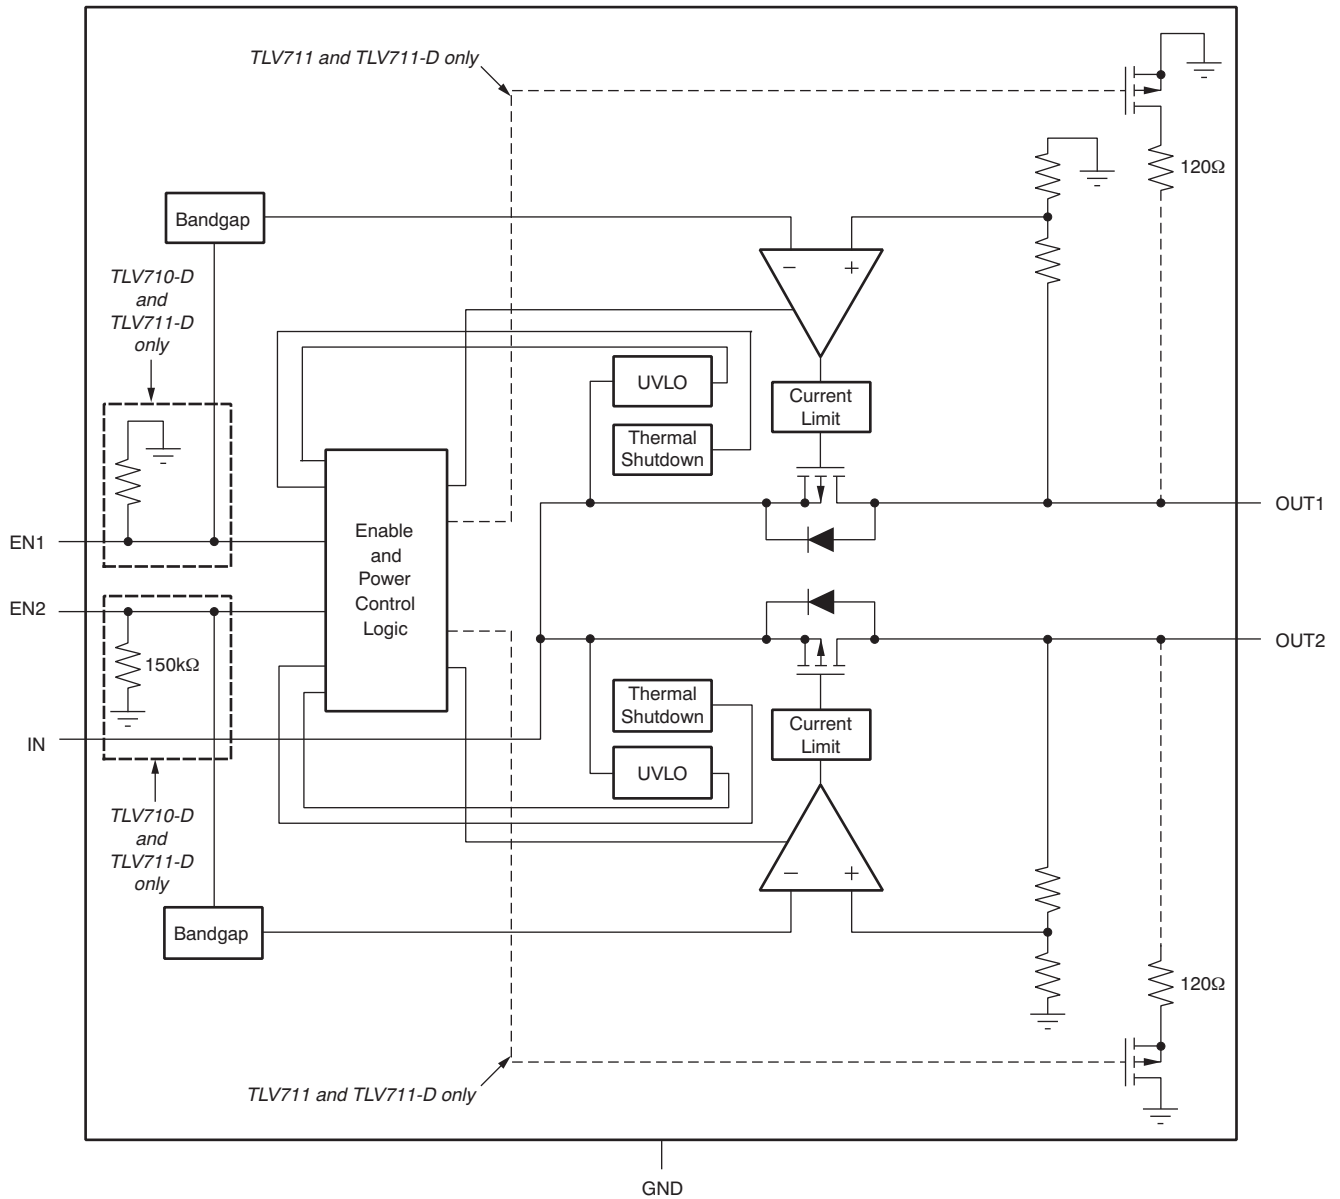 TLV711 and TLV711-D only
120Ω
Bandgap
TLV710-D
and
TLV711-D
only
−
+
UVLO
Current
Limit
Thermal
Shutdown
OUT1
EN1
Enable
and
Power
Control
Logic
EN2
OUT2
150kΩ
Thermal
Shutdown
Current
Limit
IN
UVLO
TLV710-D
and
TLV711-D
only
−
+
Bandgap
120Ω
TLV711 and TLV711-D only
GND